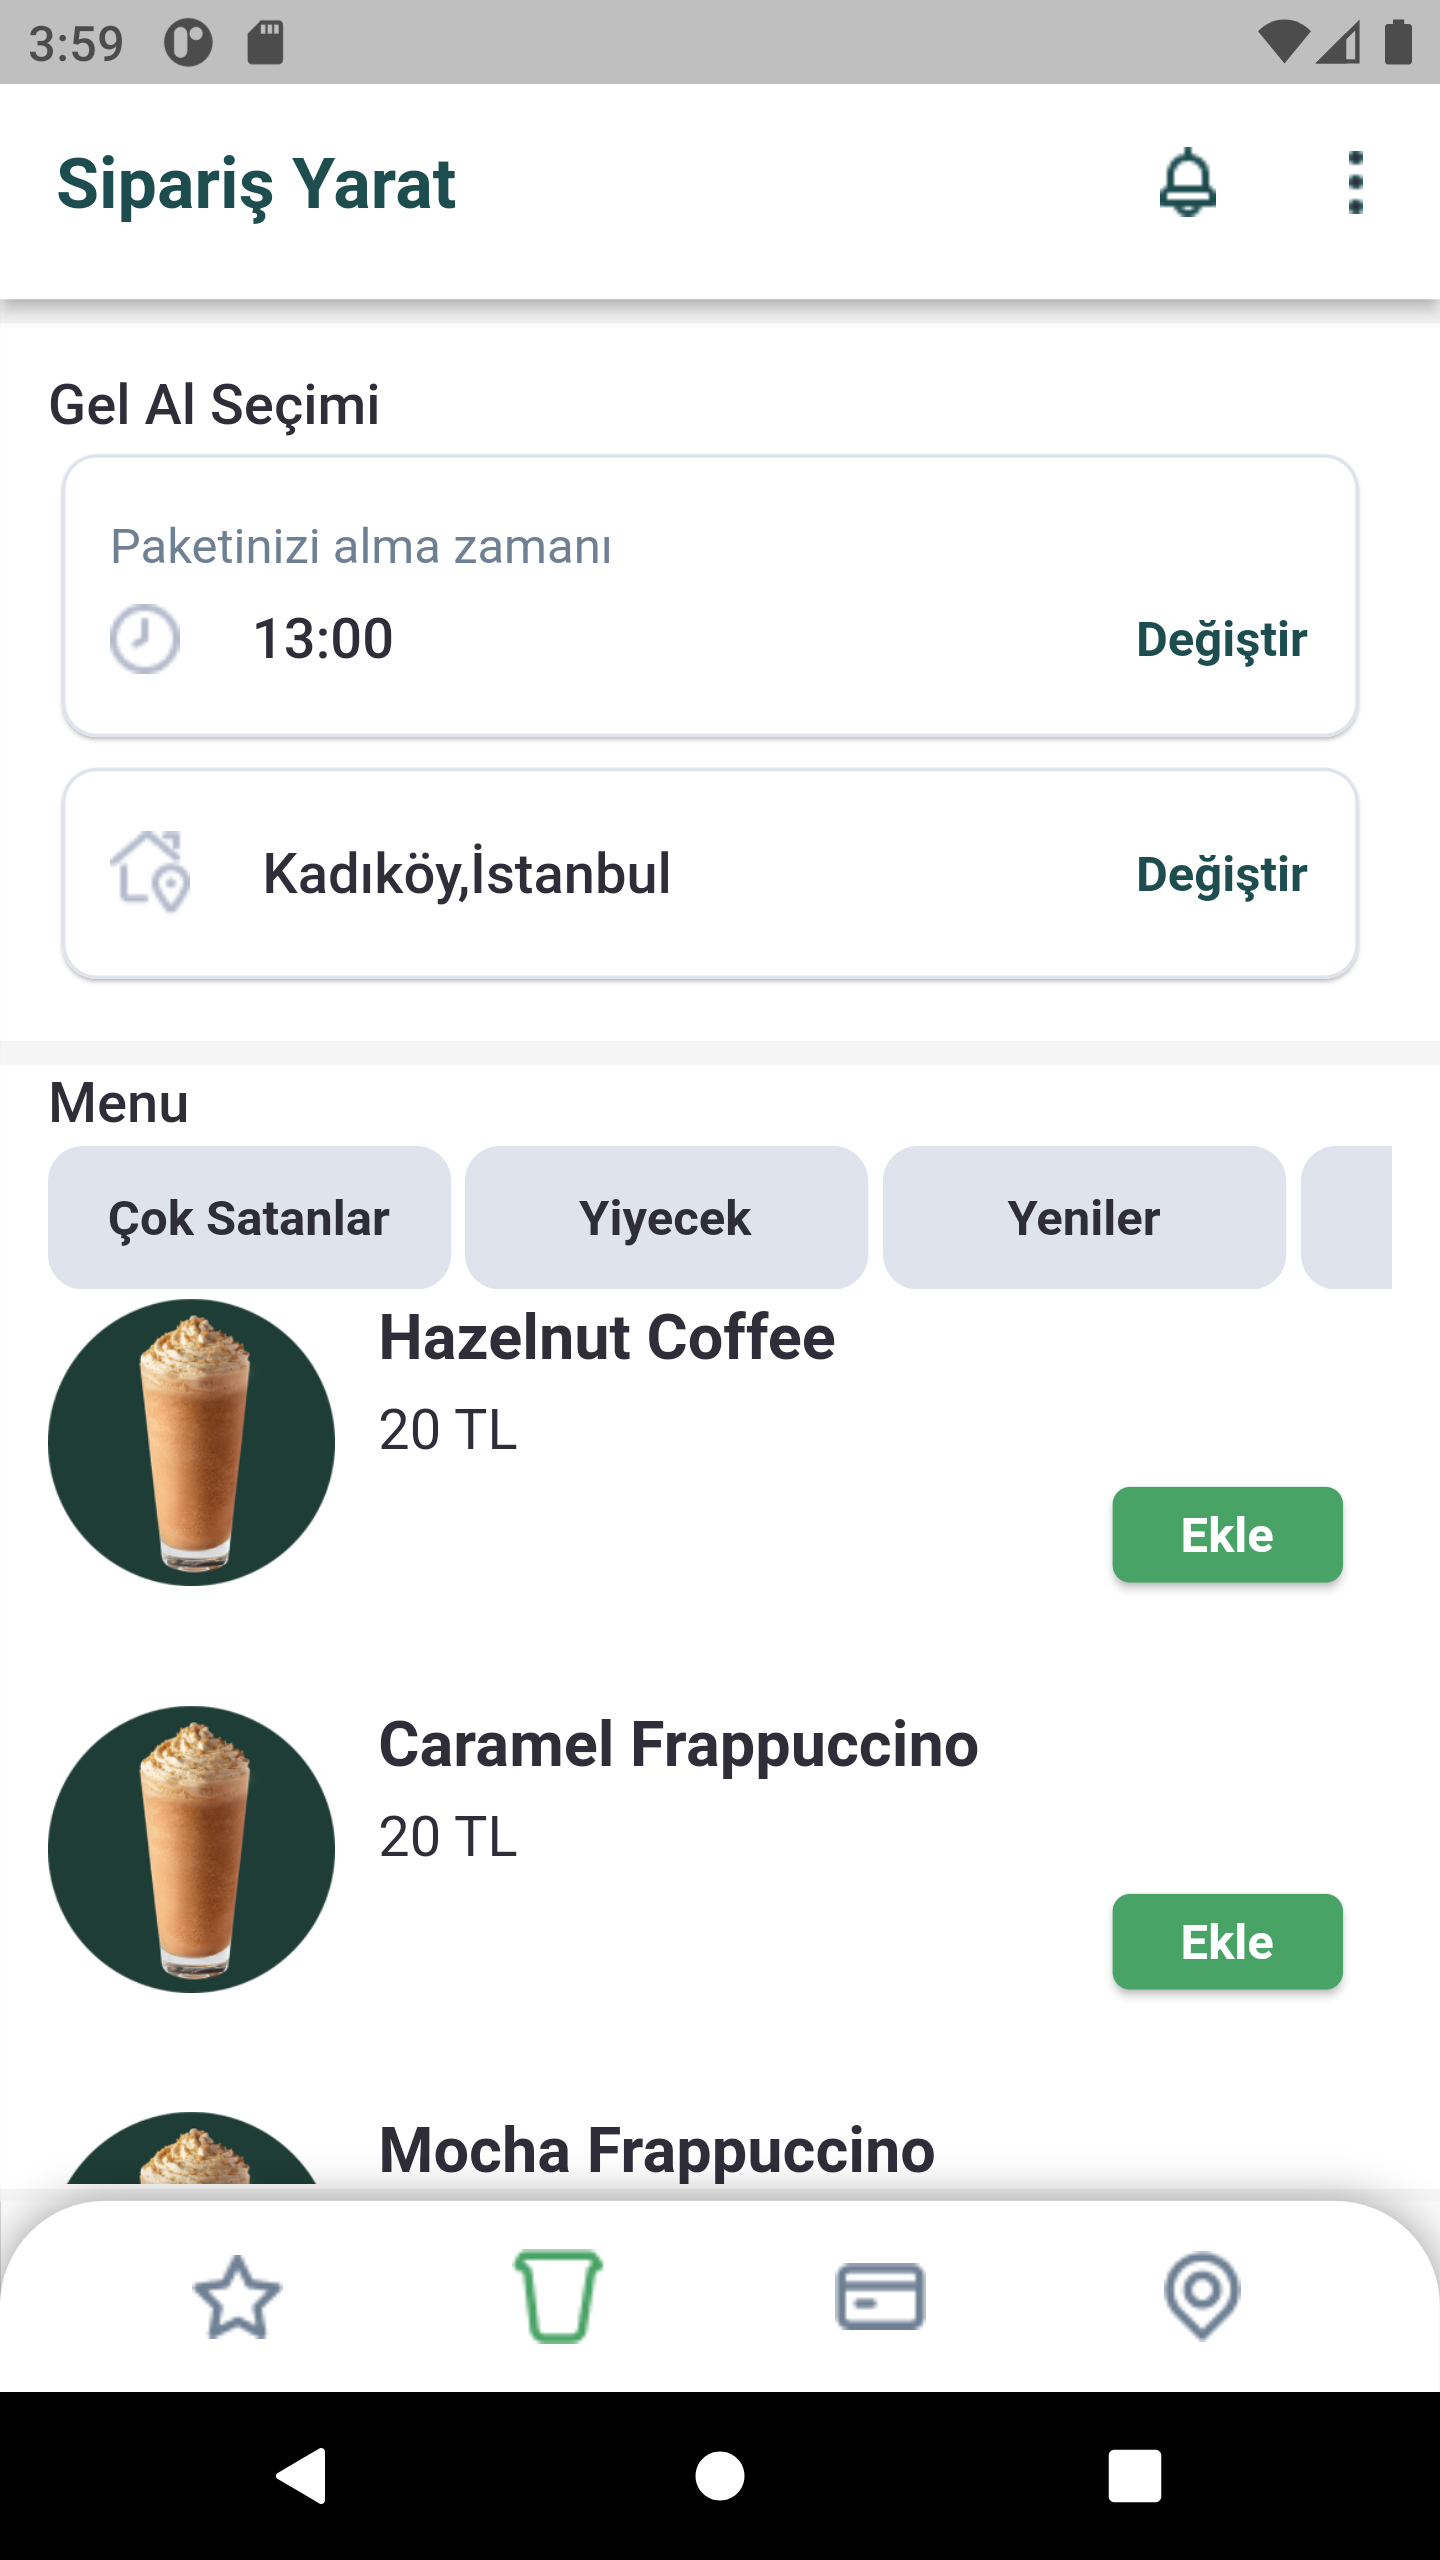 3:59
Sipariş Yarat
Gel Al Seçimi
Paketinizi alma zamanı
13:00
Değiştir
Kadıköy,İstanbul
Değiştir
Menu
Çok Satanlar
Yiyecek
Yeniler
Hazelnut Coffee
20 TL
Ekle
Caramel Frappuccino
20 TL
Ekle
Mocha Frappuccino